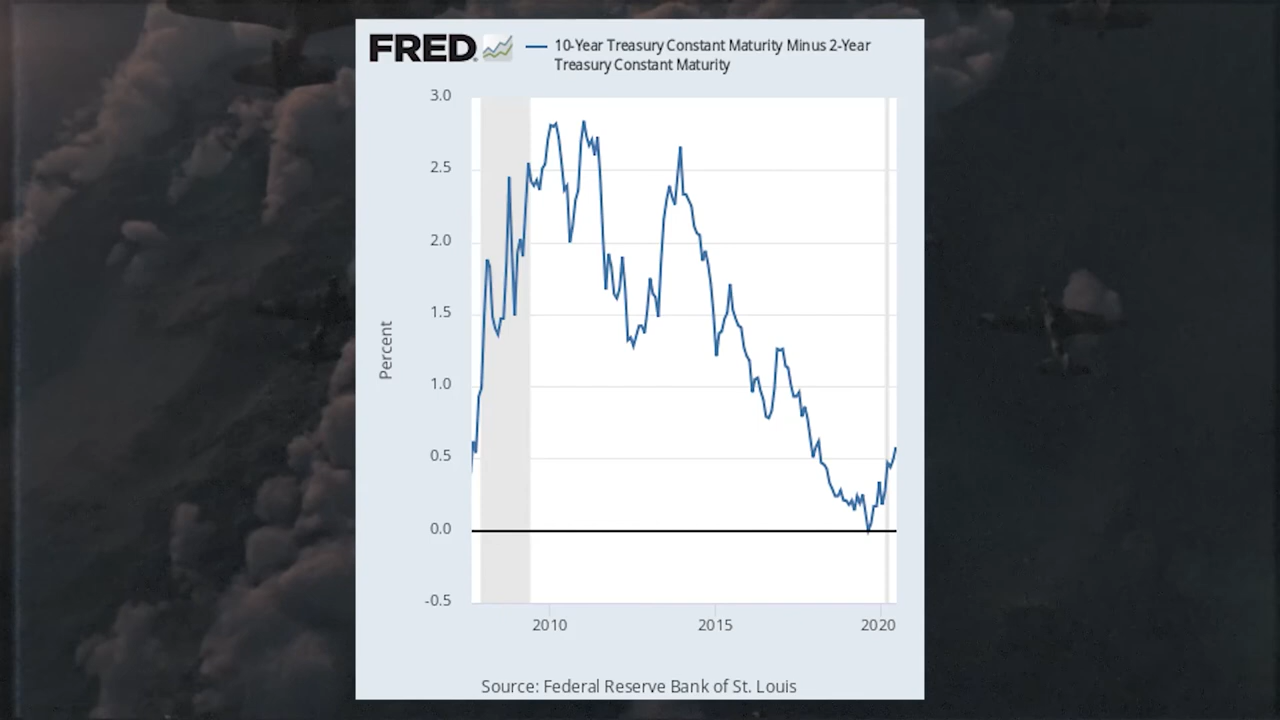 FRED
10-Year Treasury Constant Maturity Minus 2-Year
Treasury Constant Maturity
3.0
2.5
2.0
1.5
1.0
0.5
0.0
-0.5
Percent
2010 2015 2020
Source: Federal Reserve Bank of St. Louis